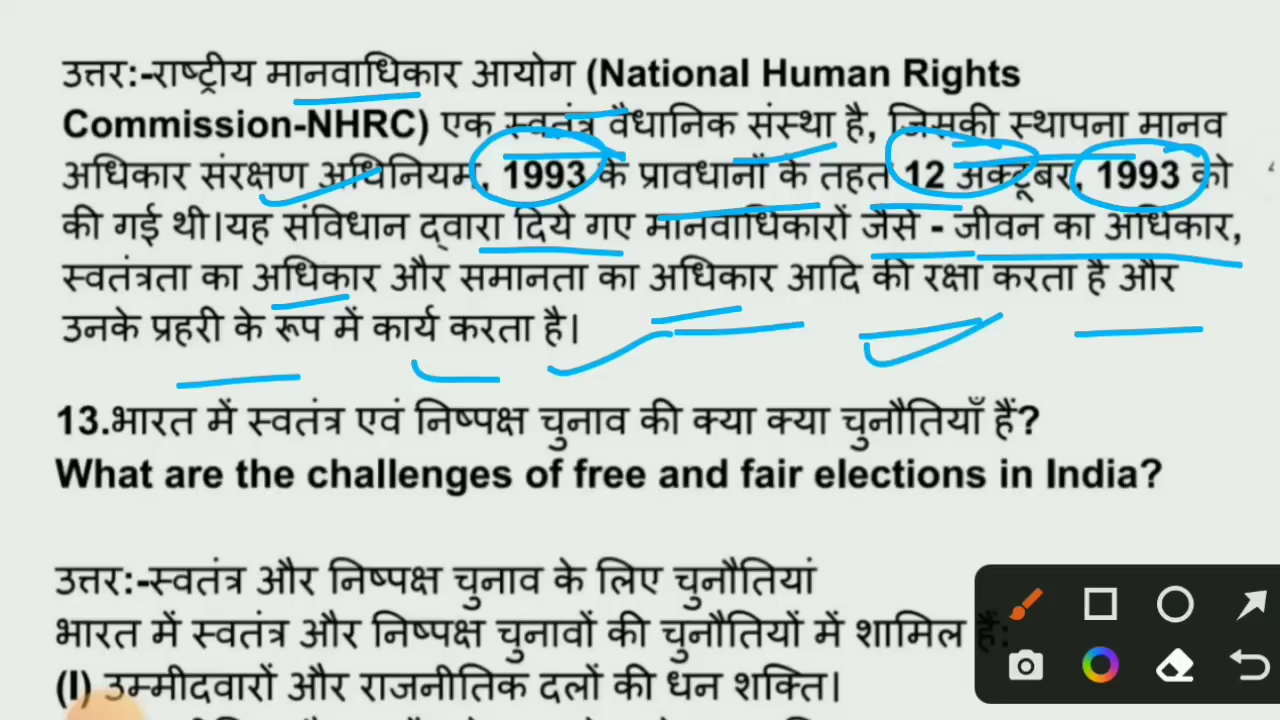 उत्तर:-राष्ट्रीय मानवाधिकार आयोग (National Human Rights
Commission-NHRC) एक स्वतंत्र वैधानिक संस्था है, जिसकी स्थापना मानव
अधिकार संरक्षण अधिनियम, 1993 के प्रावधानों के तहत 12 अक्टूबर, 1993 को
की गई थी।यह संविधान द्वारा दिये गए मानवाधिकारों जैसे - जीवन का अधिकार,
स्वतंत्रता का अधिकार और समानता का अधिकार आदि की रक्षा करता है और
उनके प्रहरी के रूप में कार्य करता है।
13.भारत में स्वतंत्र एवं निष्पक्ष चुनाव की क्या क्या चुनौतियाँ हैं?
What are the challenges of free and fair elections in India?
उत्तर:-स्वतंत्र और निष्पक्ष चुनाव के लिए चुनौतियां
भारत में स्वतंत्र और निष्पक्ष चुनावों की चुनौतियों में शामिल हैं:
(I) उम्मीदवारों और राजनीतिक दलों की धन शक्ति।